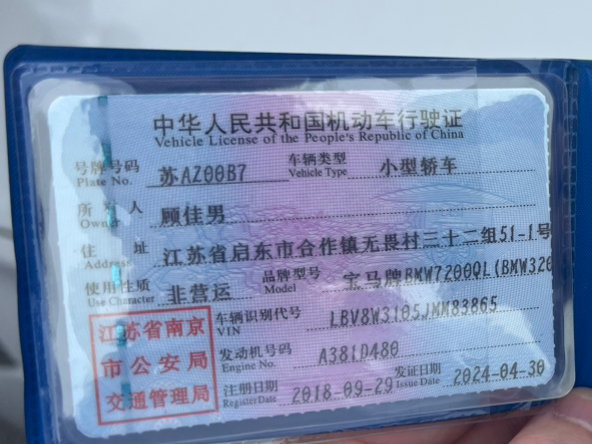 中华人民共和国机动车行驶证
Vehicle License of the People's Republic of China
号牌号码 Plate No. 苏AZ00B7 车辆类型 Vehicle Type 小型轿车
所有人 Owner 顾佳男
住址 Address 江苏省启东市合作镇无畏村三十二组51-1号
使用性质 Use Character 非营运 品牌型号 Model 宝马牌BMW7200QL(BMW320
江苏省南京
市公安局
交通管理局
车辆识别代号 VIN LBV8W3105JMM83865
发动机号码 Engine No. A381D480
注册日期 Register Date 2018-09-29 发证日期 Issue Date 2024-04-30